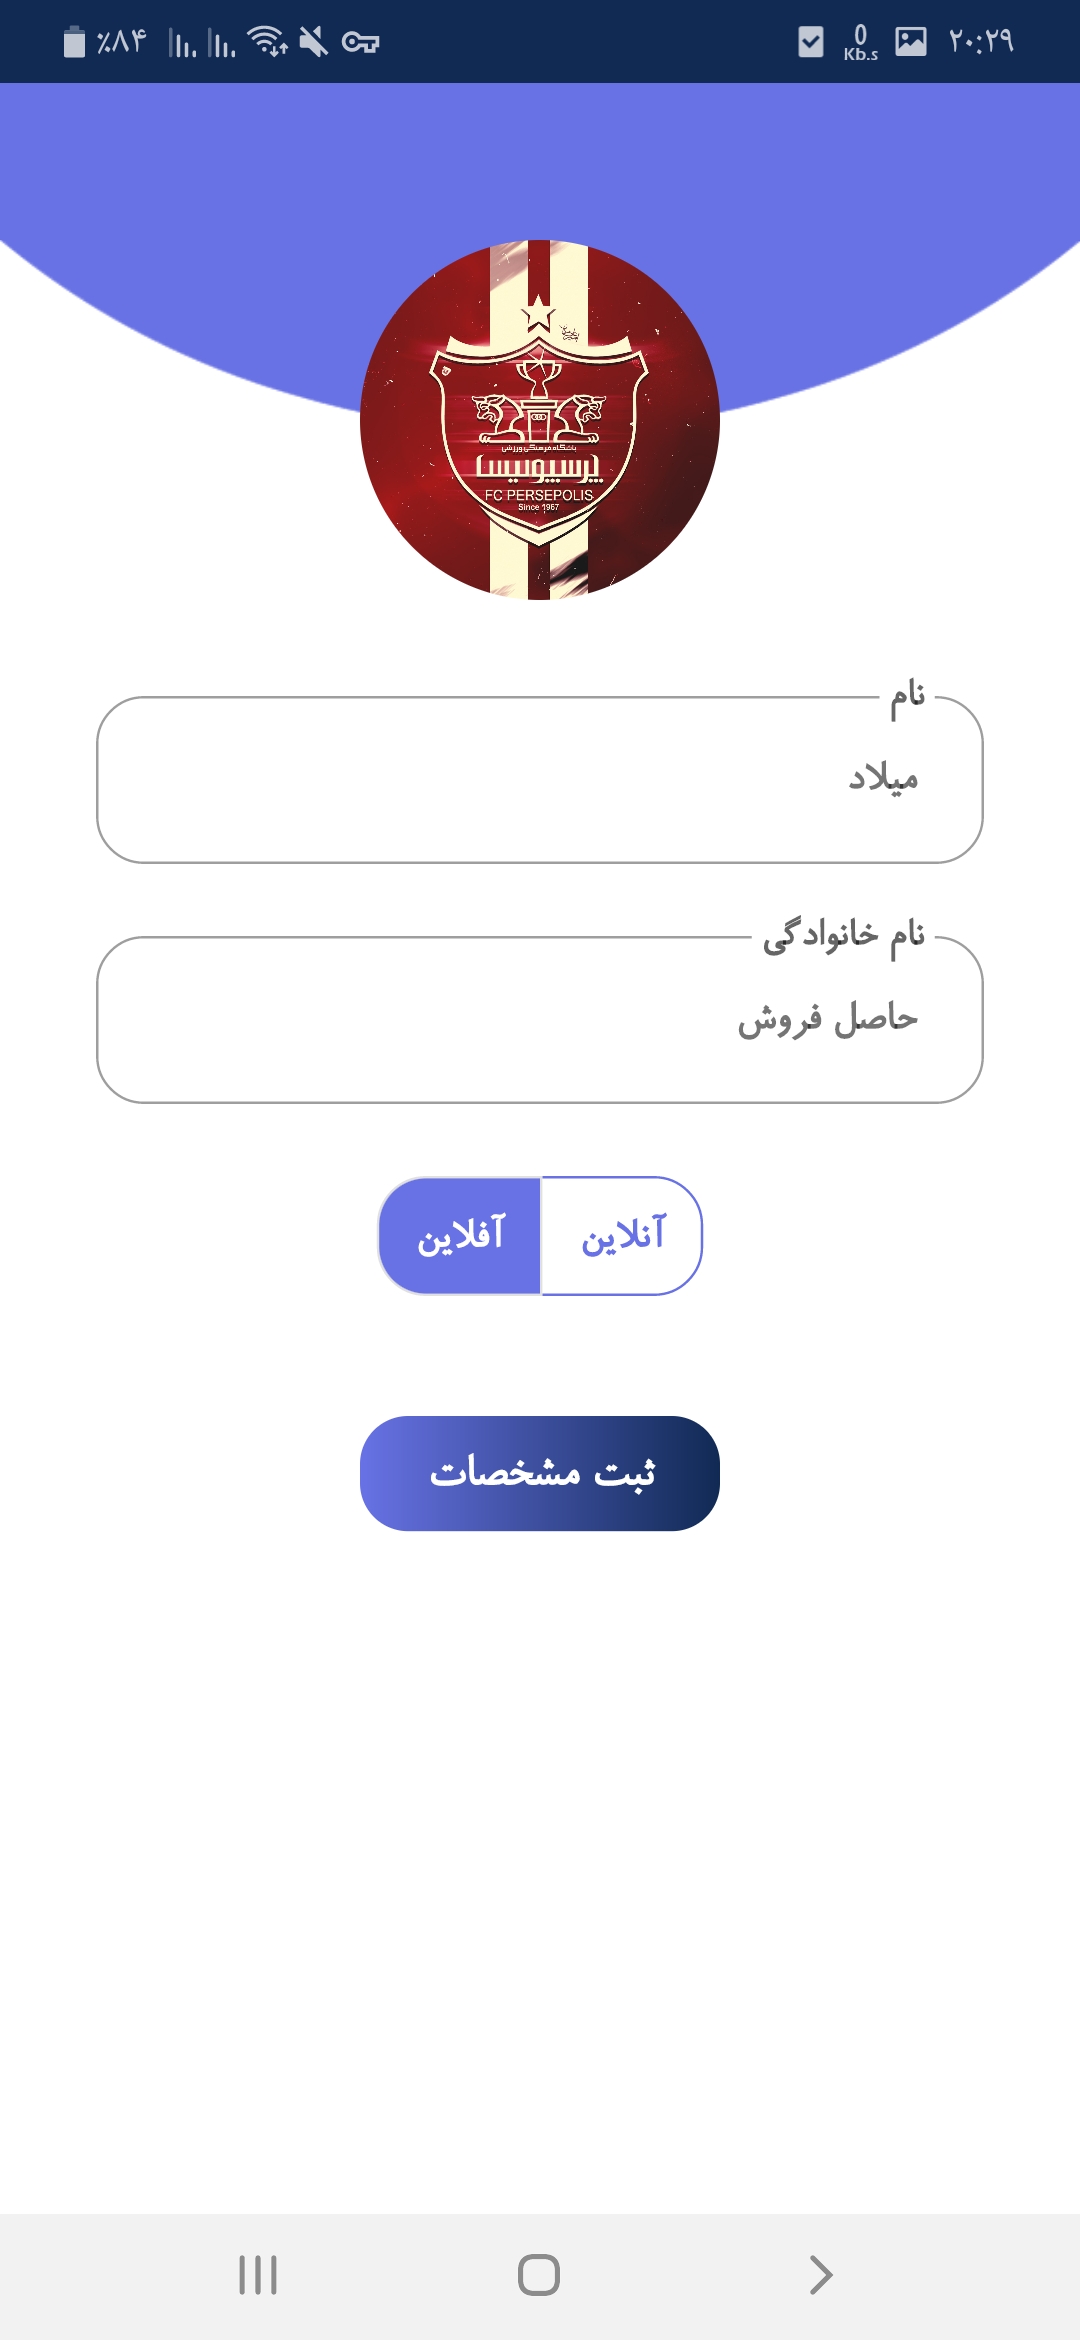 ٪۸۴
0
Kb.s
۲۰:۲۹
باشگاه فرهنگی ورزشی
پرسپولیس
FC PERSEPOLIS
Since 1967
نام
میلاد
نام خانوادگی
حاصل فروش
آنلاین
آفلاین
ثبت مشخصات